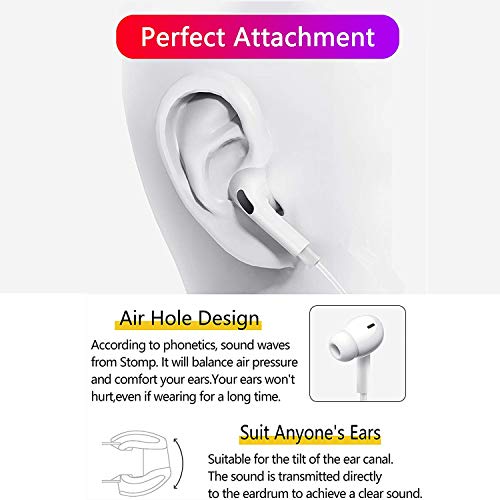 Perfect Attachment
Air Hole Design
According to phonetics, sound waves
from Stomp. It will balance air pressure
and comfort your ears.Your ears won't
hurt,even if wearing for a long time.
Suit Anyone's Ears
Suitable for the tilt of the ear canal.
The sound is transmitted directly
to the eardrum to achieve a clear sound.